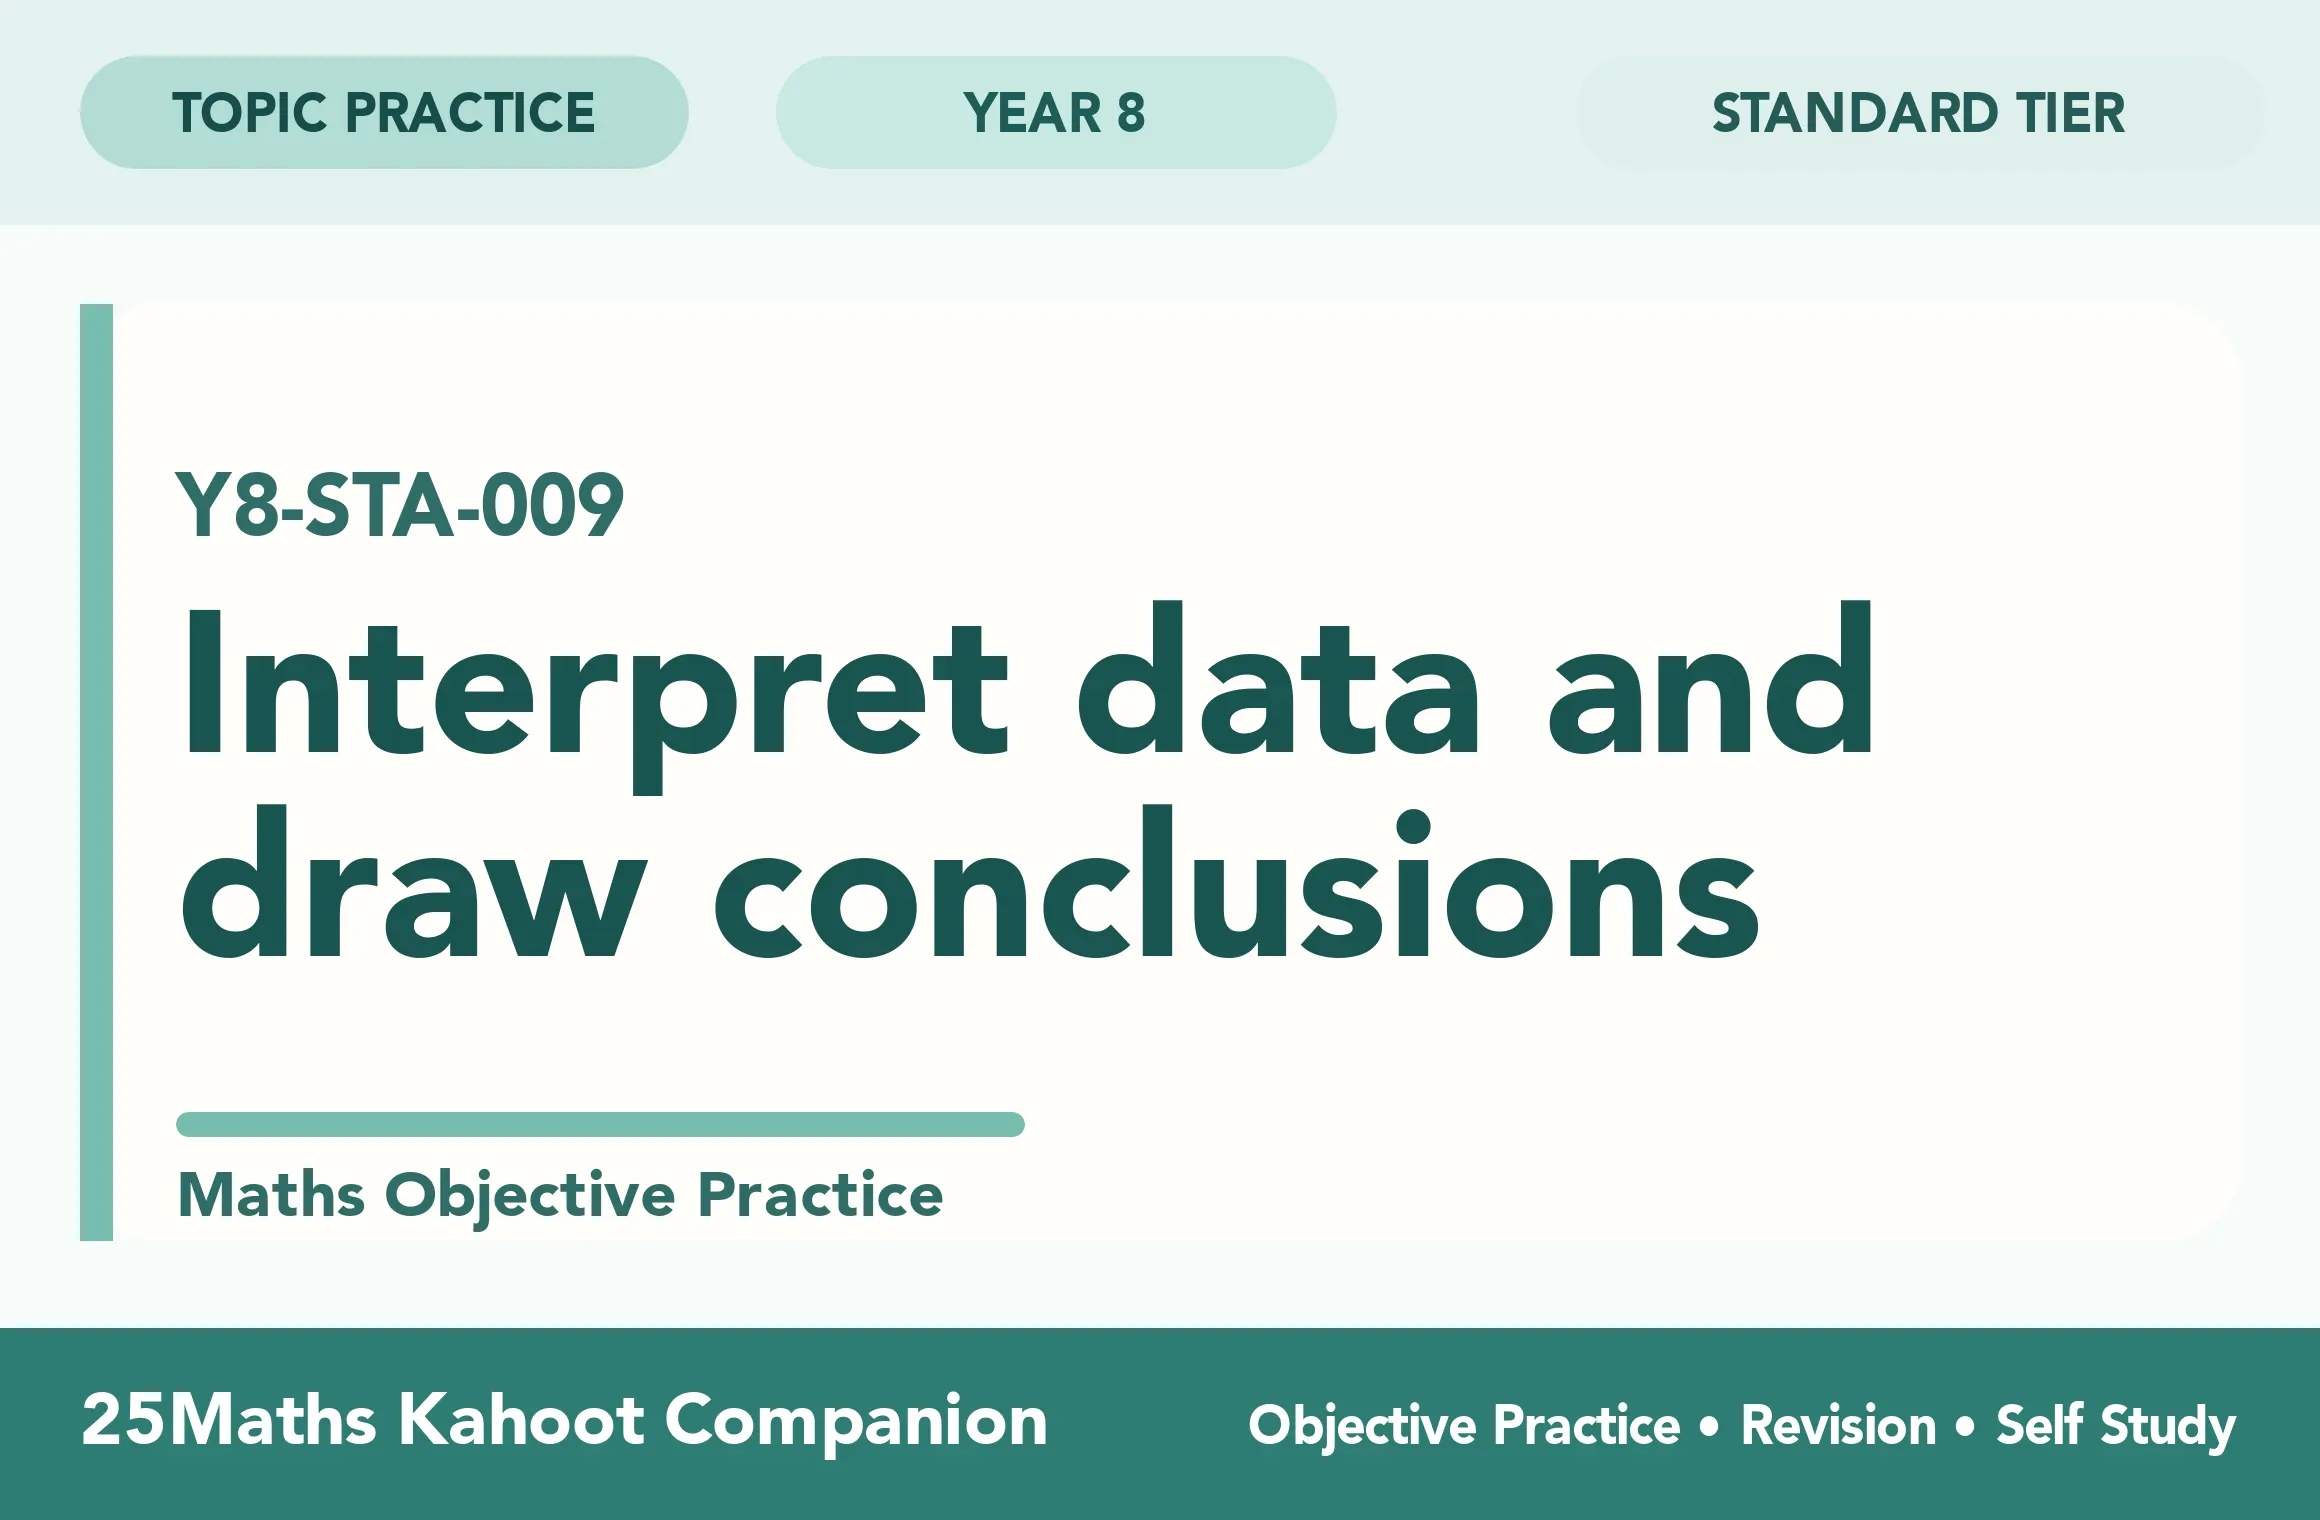 TOPIC PRACTICE
YEAR 8
STANDARD TIER
Y8-STA-009
Interpret data and
draw conclusions
Maths Objective Practice
25Maths Kahoot Companion
Objective Practice • Revision • Self Study